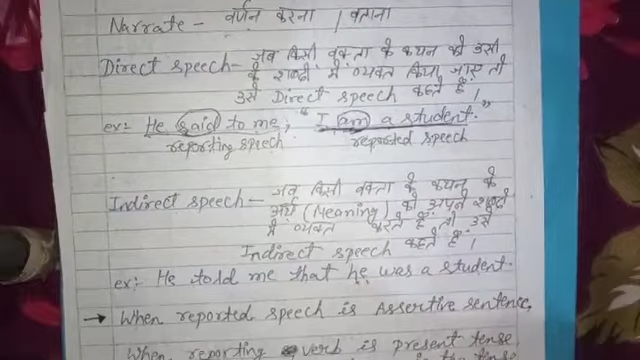 Narrate - वर्णन करना / बताना
Direct speech - जब किसी वक्ता के कथन को उसी
के शब्दों में व्यक्त किया जाए तो
उसे Direct speech कहते हैं।
ex: He said to me, "I am a student."
reporting speech reported speech
Indirect speech - जब किसी वक्ता के कथन के
अर्थ (Meaning) को अपने शब्दों
में व्यक्त करते हैं तो उसे
Indirect speech कहते हैं।
ex: He told me that he was a student.
→ When reported speech is Assertive sentence,
When reporting verb is present tense